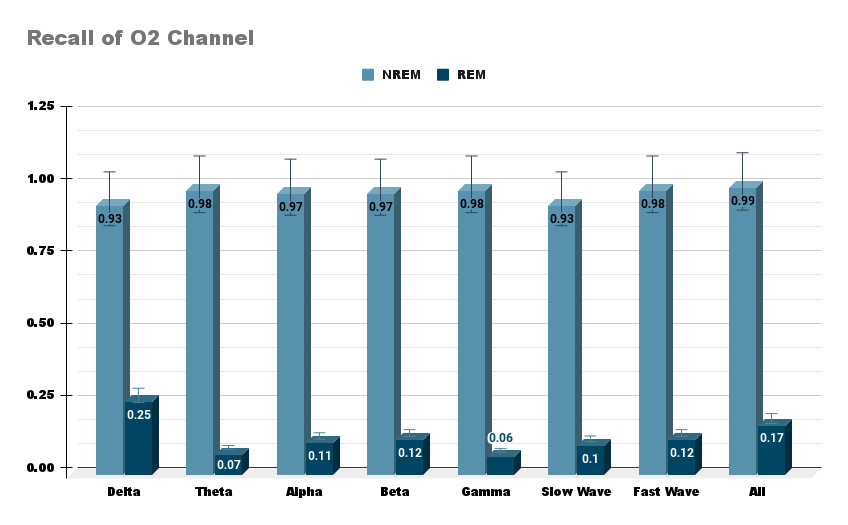 Recall of O2 Channel
NREM REM
1.25
1.00
0.75
0.50
0.25
0.00
0.93 0.98 0.97 0.97 0.98 0.93 0.98 0.99
0.25 0.07 0.11 0.12 0.06 0.1 0.12 0.17
Delta Theta Alpha Beta Gamma Slow Wave Fast Wave All